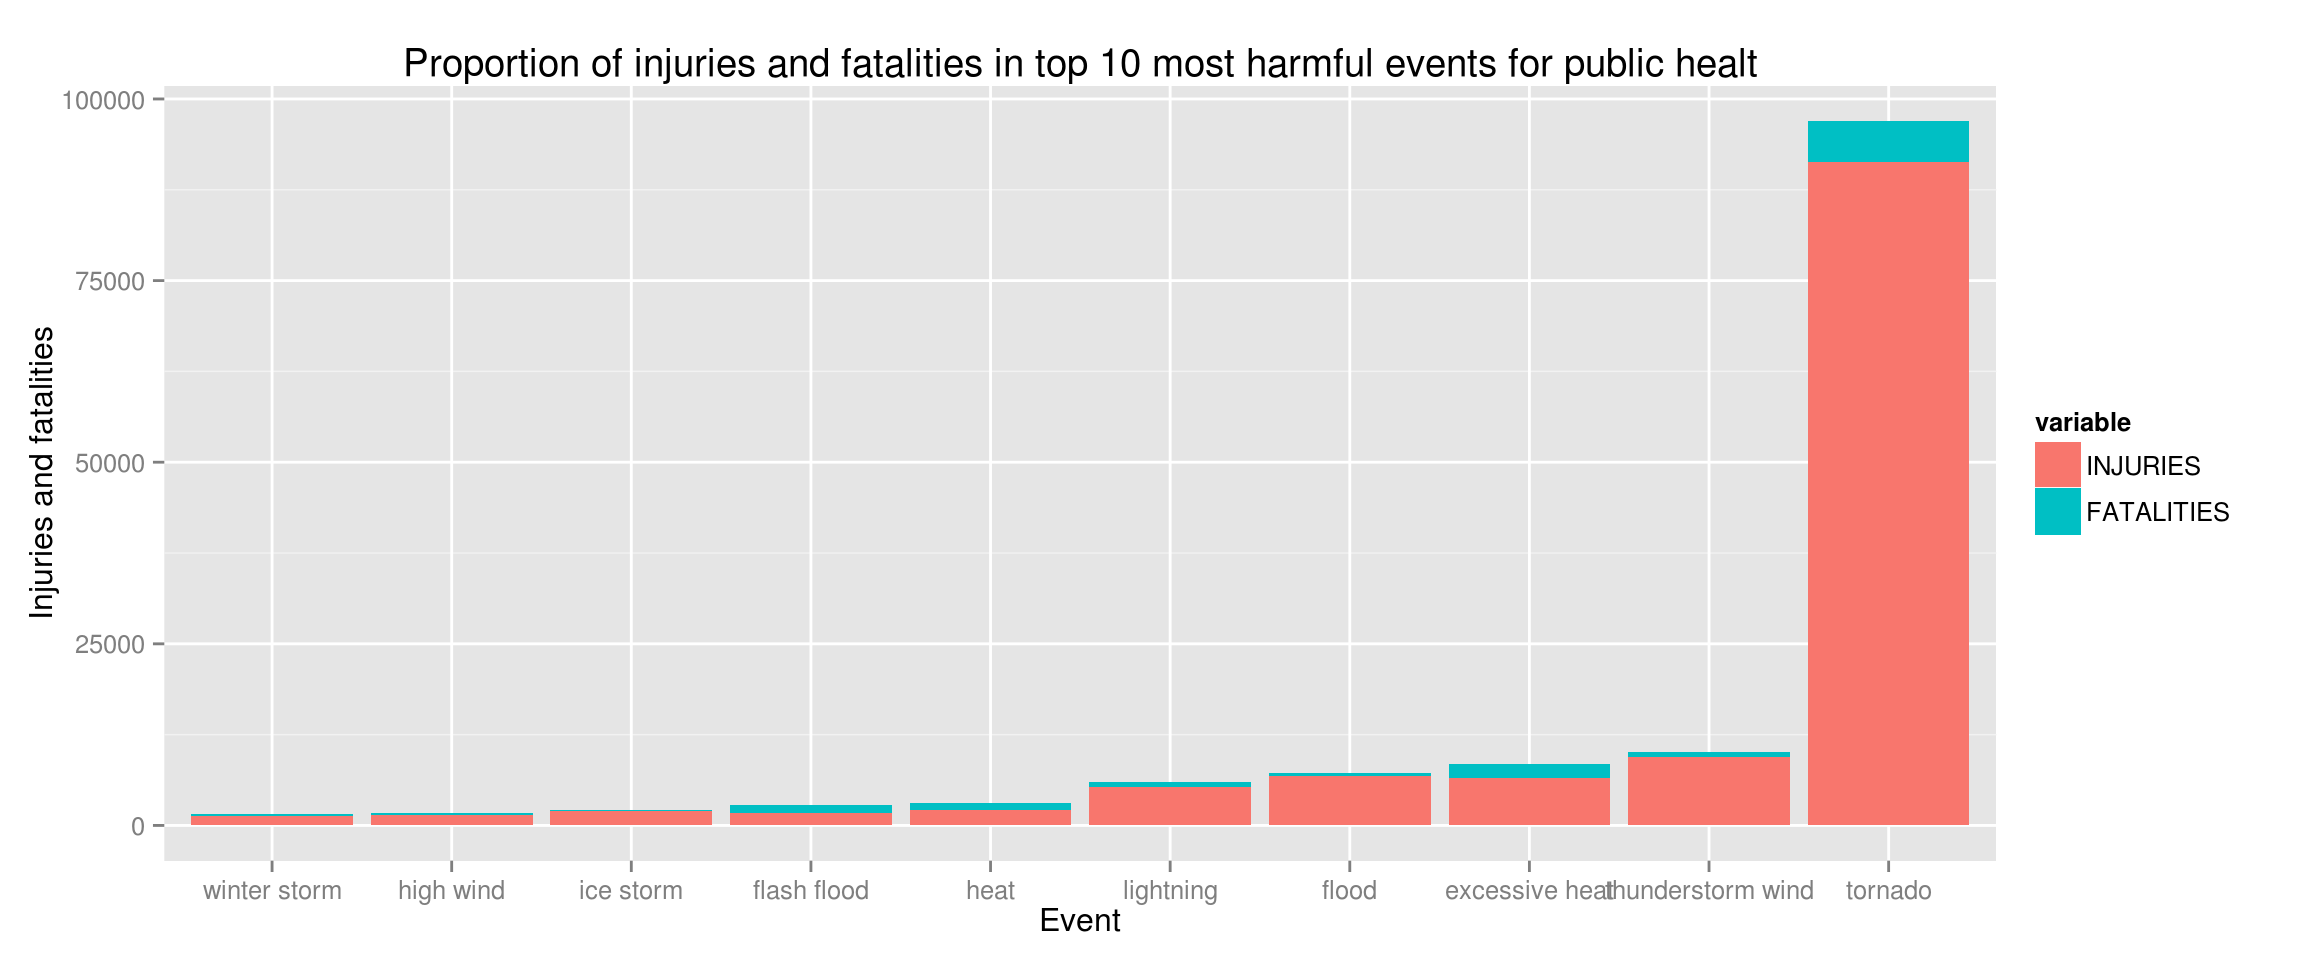 Proportion of injuries and fatalities in top 10 most harmful events for public healt
Injuries and fatalities
100000
75000
50000
25000
0
winter storm
high wind
ice storm
flash flood
heat
lightning
flood
excessive heat
thunderstorm wind
tornado
Event
variable
INJURIES
FATALITIES